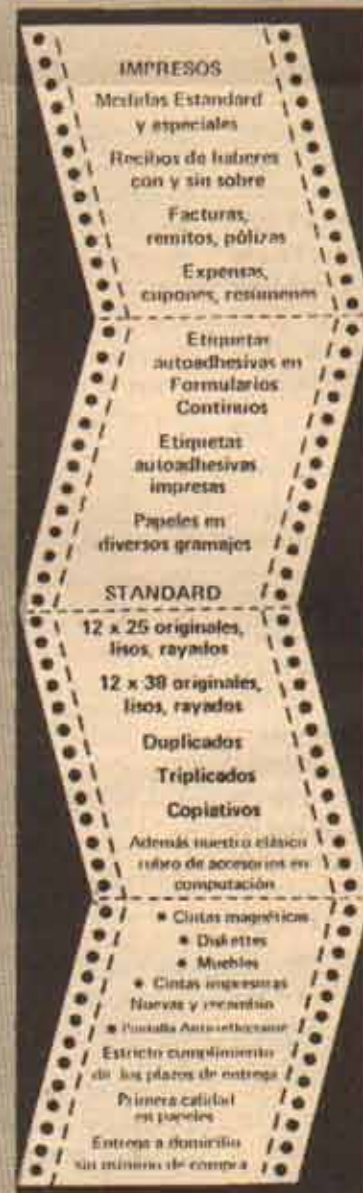 IMPRESOS
Medidas Estandard
y especiales
Recibos de haberes
con y sin sobre
Facturas,
remitos, pólizas
Expensas,
cupones, resúmenes
Etiquetas
autoadhesivas en
Formularios
Continuos
Etiquetas
autoadhesivas
impresas
Papeles en
diversos gramajes
STANDARD
12 x 25 originales,
lisos, rayados
12 x 38 originales,
lisos, rayados
Duplicados
Triplicados
Copiativos
Además nuestro clásico
rubro de accesorios en
computación
• Cintas magnéticas
• Diskettes
• Muebles
• Cintas impresoras
Nuevas y recambio
• Pantalla Antireflectante
Estricto cumplimiento
de los plazos de entrega
Primera calidad
en papeles
Entrega a domicilio
sin mínimo de compra